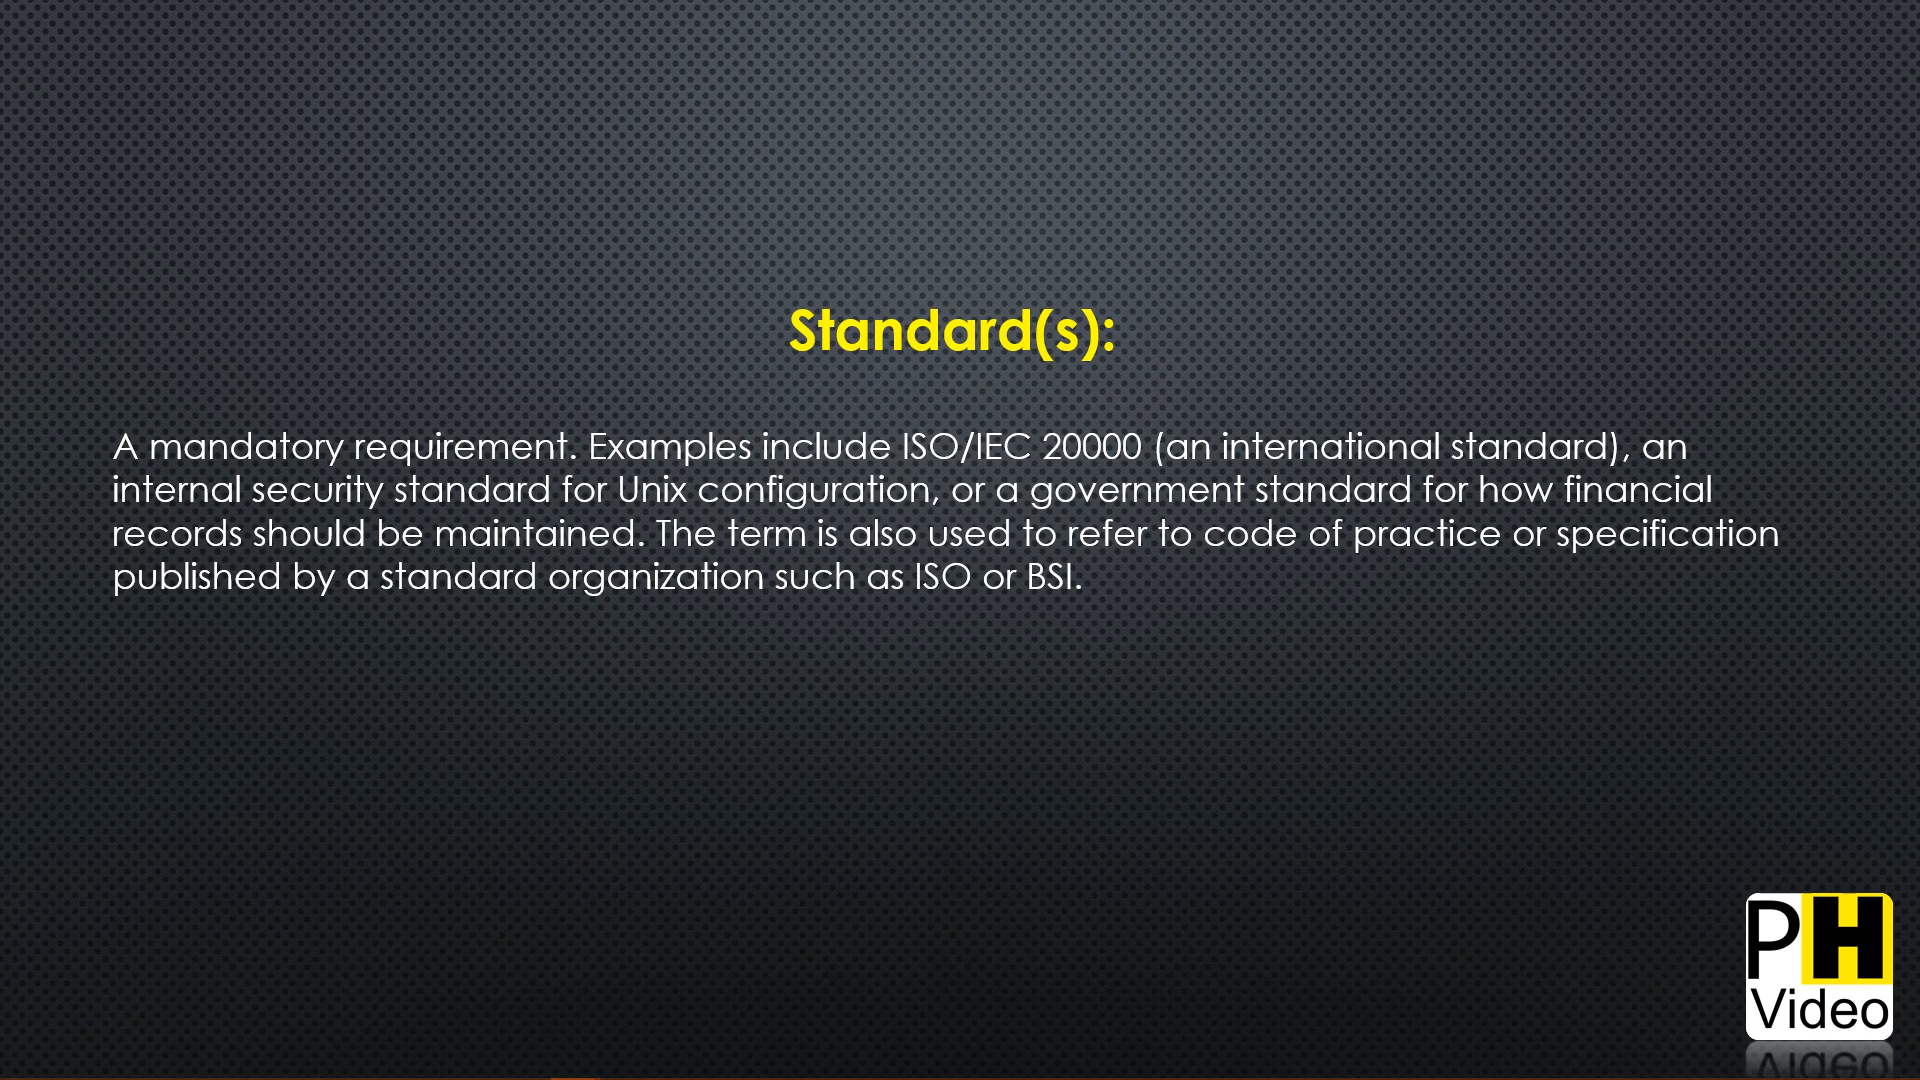 Standard(s):
A mandatory requirement. Examples include ISO/IEC 20000 (an international standard), an
internal security standard for Unix configuration, or a government standard for how financial
records should be maintained. The term is also used to refer to code of practice or specification
published by a standard organization such as ISO or BSI.
PH
Video